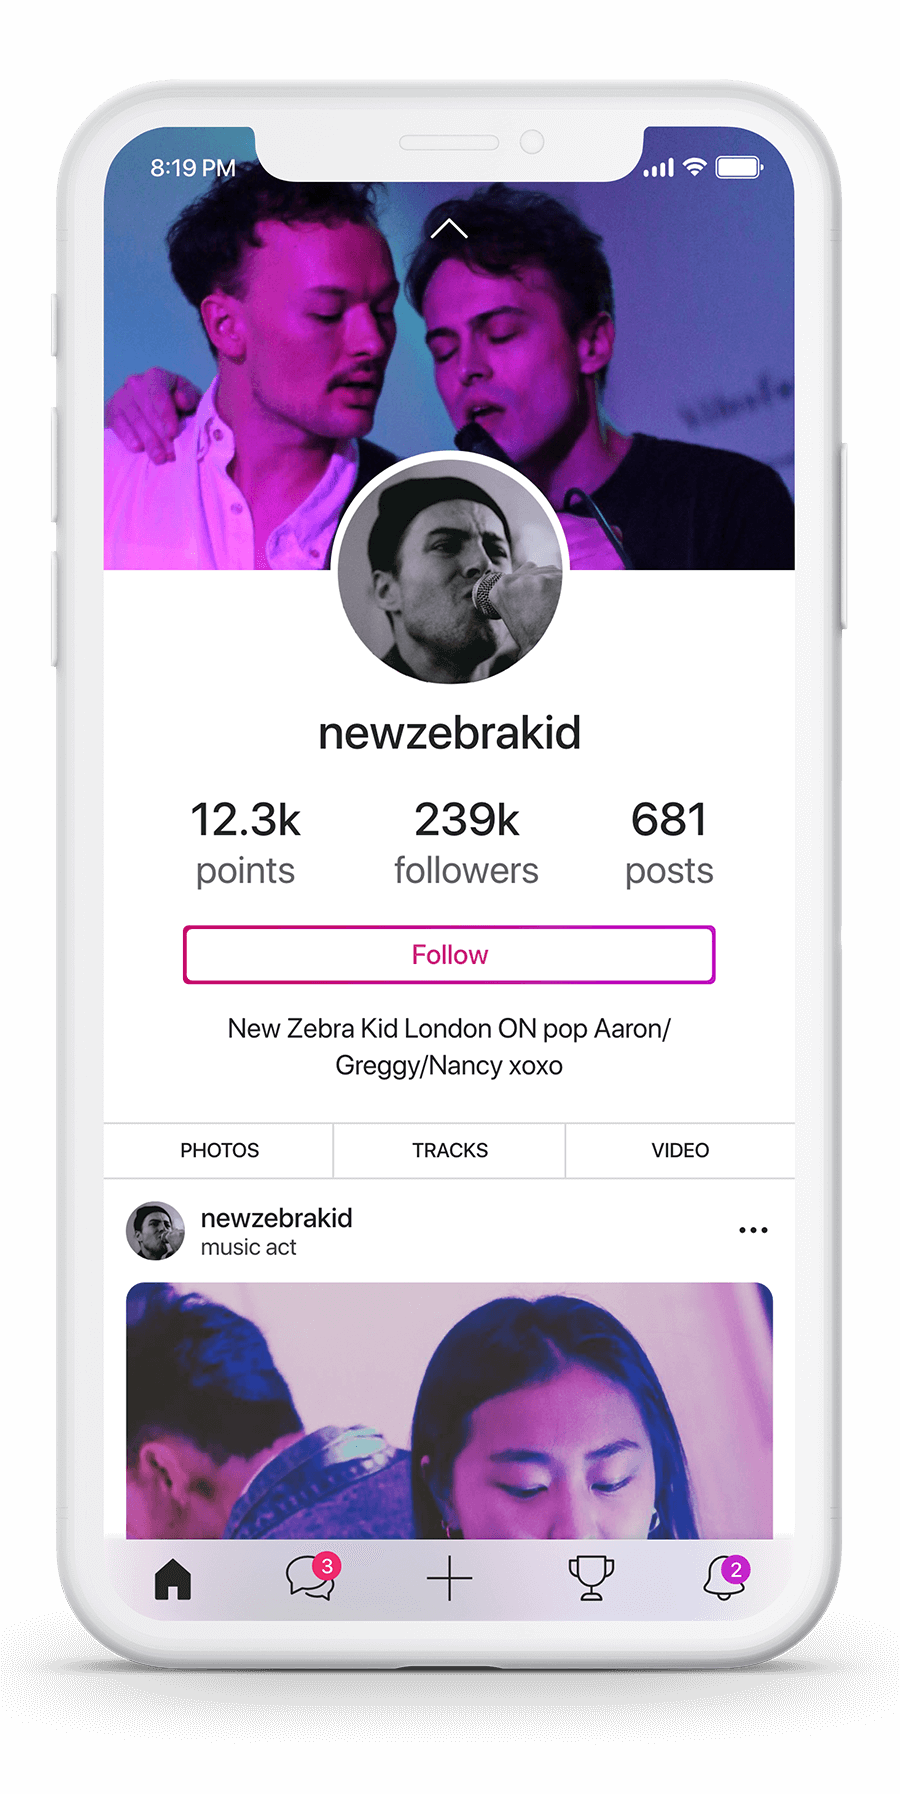 8:19 PM
newzebrakid
12.3k 239k 681
points followers posts
Follow
New Zebra Kid London ON pop Aaron/
Greggy/Nancy xoxo
PHOTOS TRACKS VIDEO
newzebrakid
music act
3 2